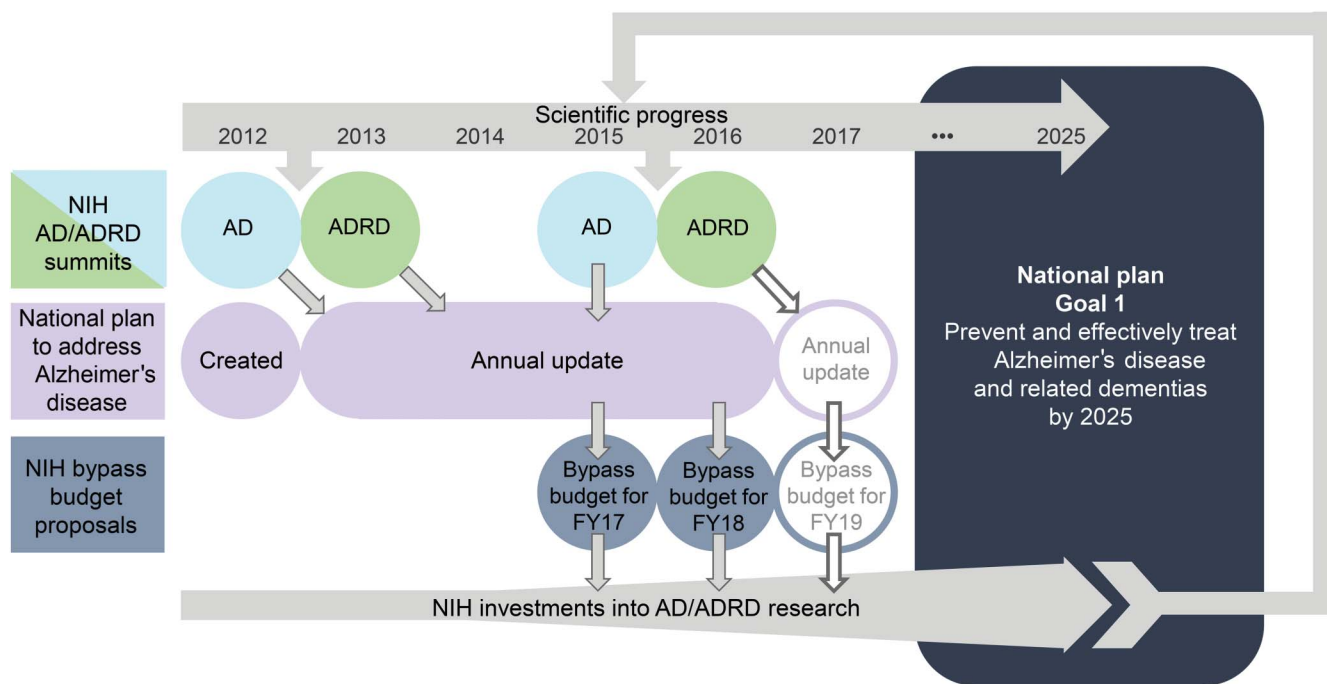 Scientific progress
2012 2013 2014 2015 2016 2017 ... 2025
NIH
AD/ADRD
summits
AD
ADRD
AD
ADRD
National plan
to address
Alzheimer's
disease
Created
Annual update
Annual
update
NIH bypass
budget
proposals
Bypass
budget for
FY17
Bypass
budget for
FY18
Bypass
budget for
FY19
NIH investments into AD/ADRD research
National plan
Goal 1
Prevent and effectively treat
Alzheimer's disease
and related dementias
by 2025